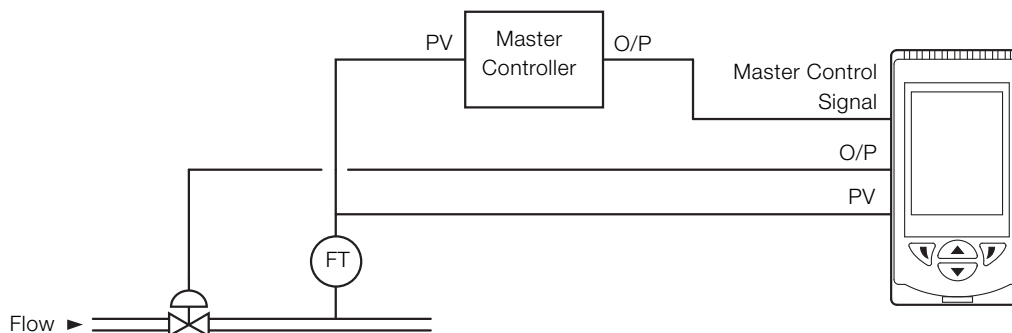 PV
Master
Controller
O/P
Master Control
Signal
O/P
PV
FT
Flow ►